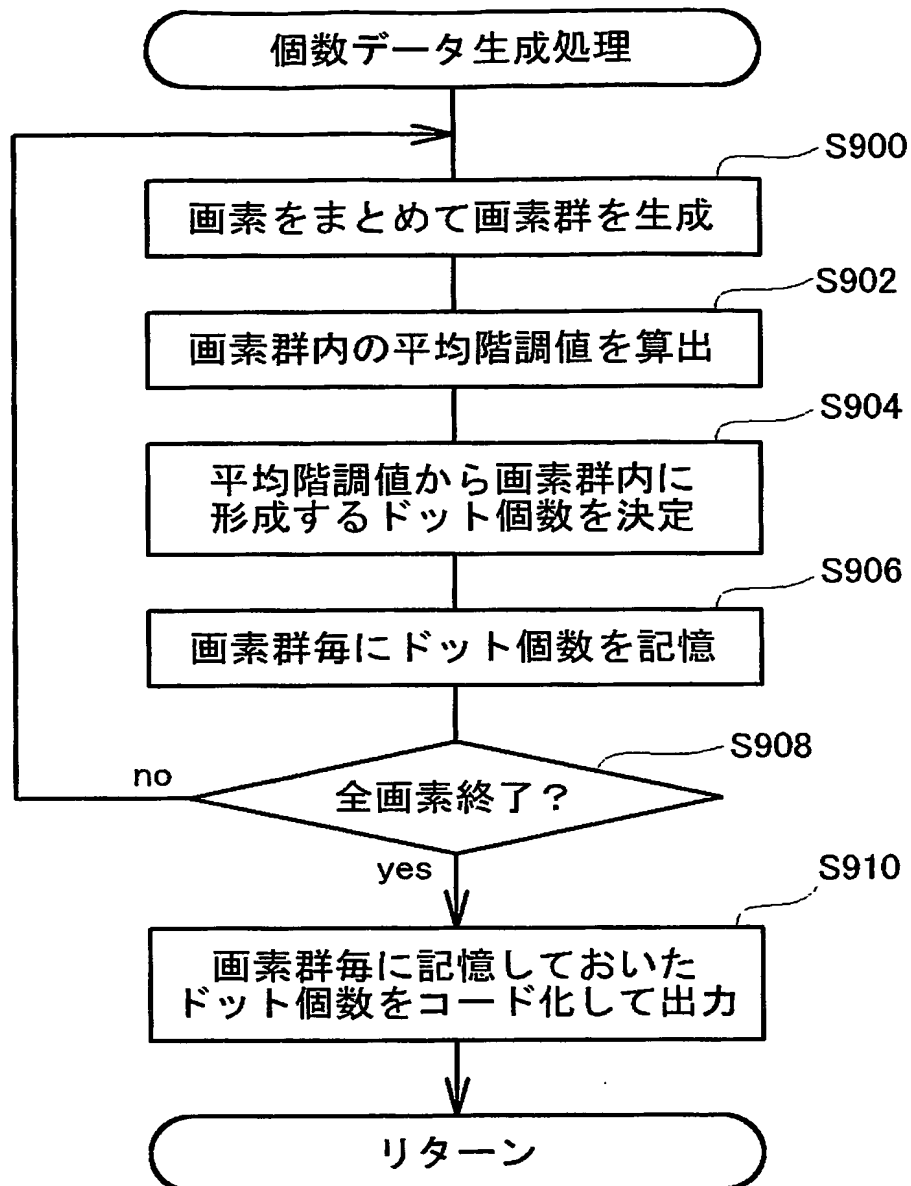 個数データ生成処理
S900
画素をまとめて画素群を生成
S902
画素群内の平均階調値を算出
S904
平均階調値から画素群内に
形成するドット個数を決定
S906
画素群毎にドット個数を記憶
S908
no
全画素終了？
yes
S910
画素群毎に記憶しておいた
ドット個数をコード化して出力
リターン